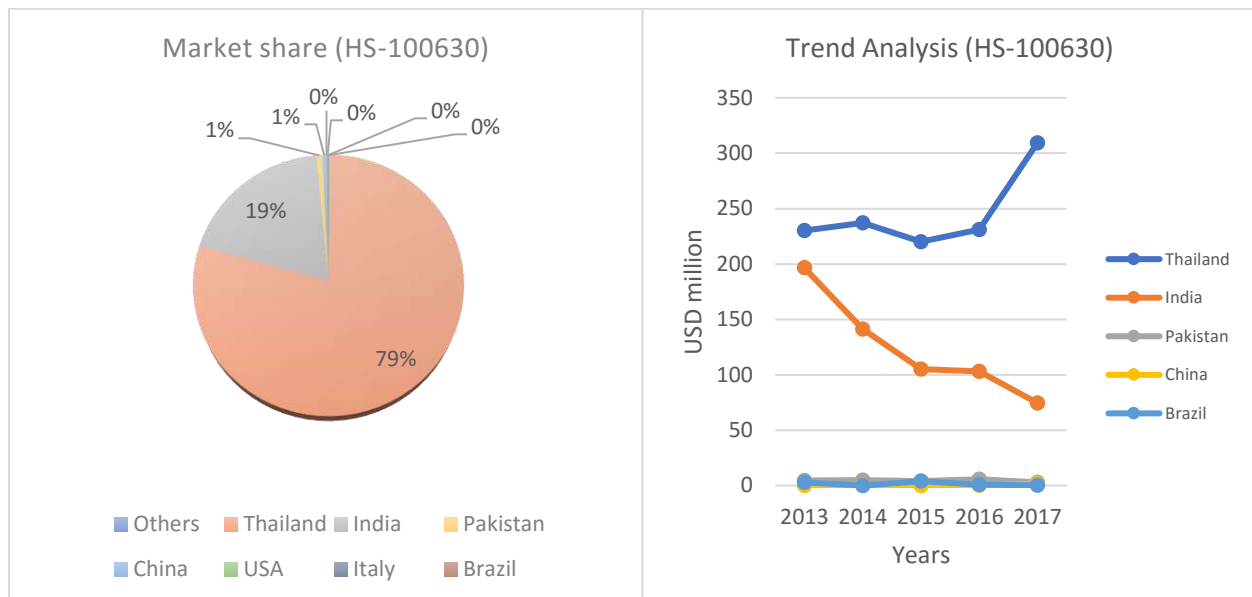 Market share (HS-100630)
0%
1%
1%
0%
0%
0%
19%
79%
Others Thailand India Pakistan
China USA Italy Brazil
Trend Analysis (HS-100630)
350
300
250
200
150
100
50
0
USD million
2013 2014 2015 2016 2017
Years
Thailand
India
Pakistan
China
Brazil